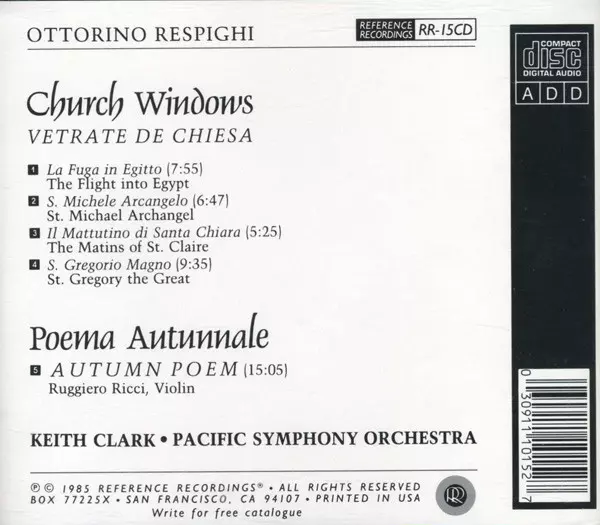 OTTORINO RESPIGHI
REFERENCE RECORDINGS RR-15CD
COMPACT disc DIGITAL AUDIO
A D D
Church Windows
VETRATE DE CHIESA
1 La Fuga in Egitto (7:55)
The Flight into Egypt
2 S. Michele Arcangelo (6:47)
St. Michael Archangel
3 Il Mattutino di Santa Chiara (5:25)
The Matins of St. Claire
4 S. Gregorio Magno (9:35)
St. Gregory the Great
Poema Autunnale
5 AUTUMN POEM (15:05)
Ruggiero Ricci, Violin
KEITH CLARK • PACIFIC SYMPHONY ORCHESTRA
℗ © 1985 REFERENCE RECORDINGS® • ALL RIGHTS RESERVED
BOX 77225X • SAN FRANCISCO, CA 94107 • PRINTED IN USA
Write for free catalogue
RR
0 30911 10152 7